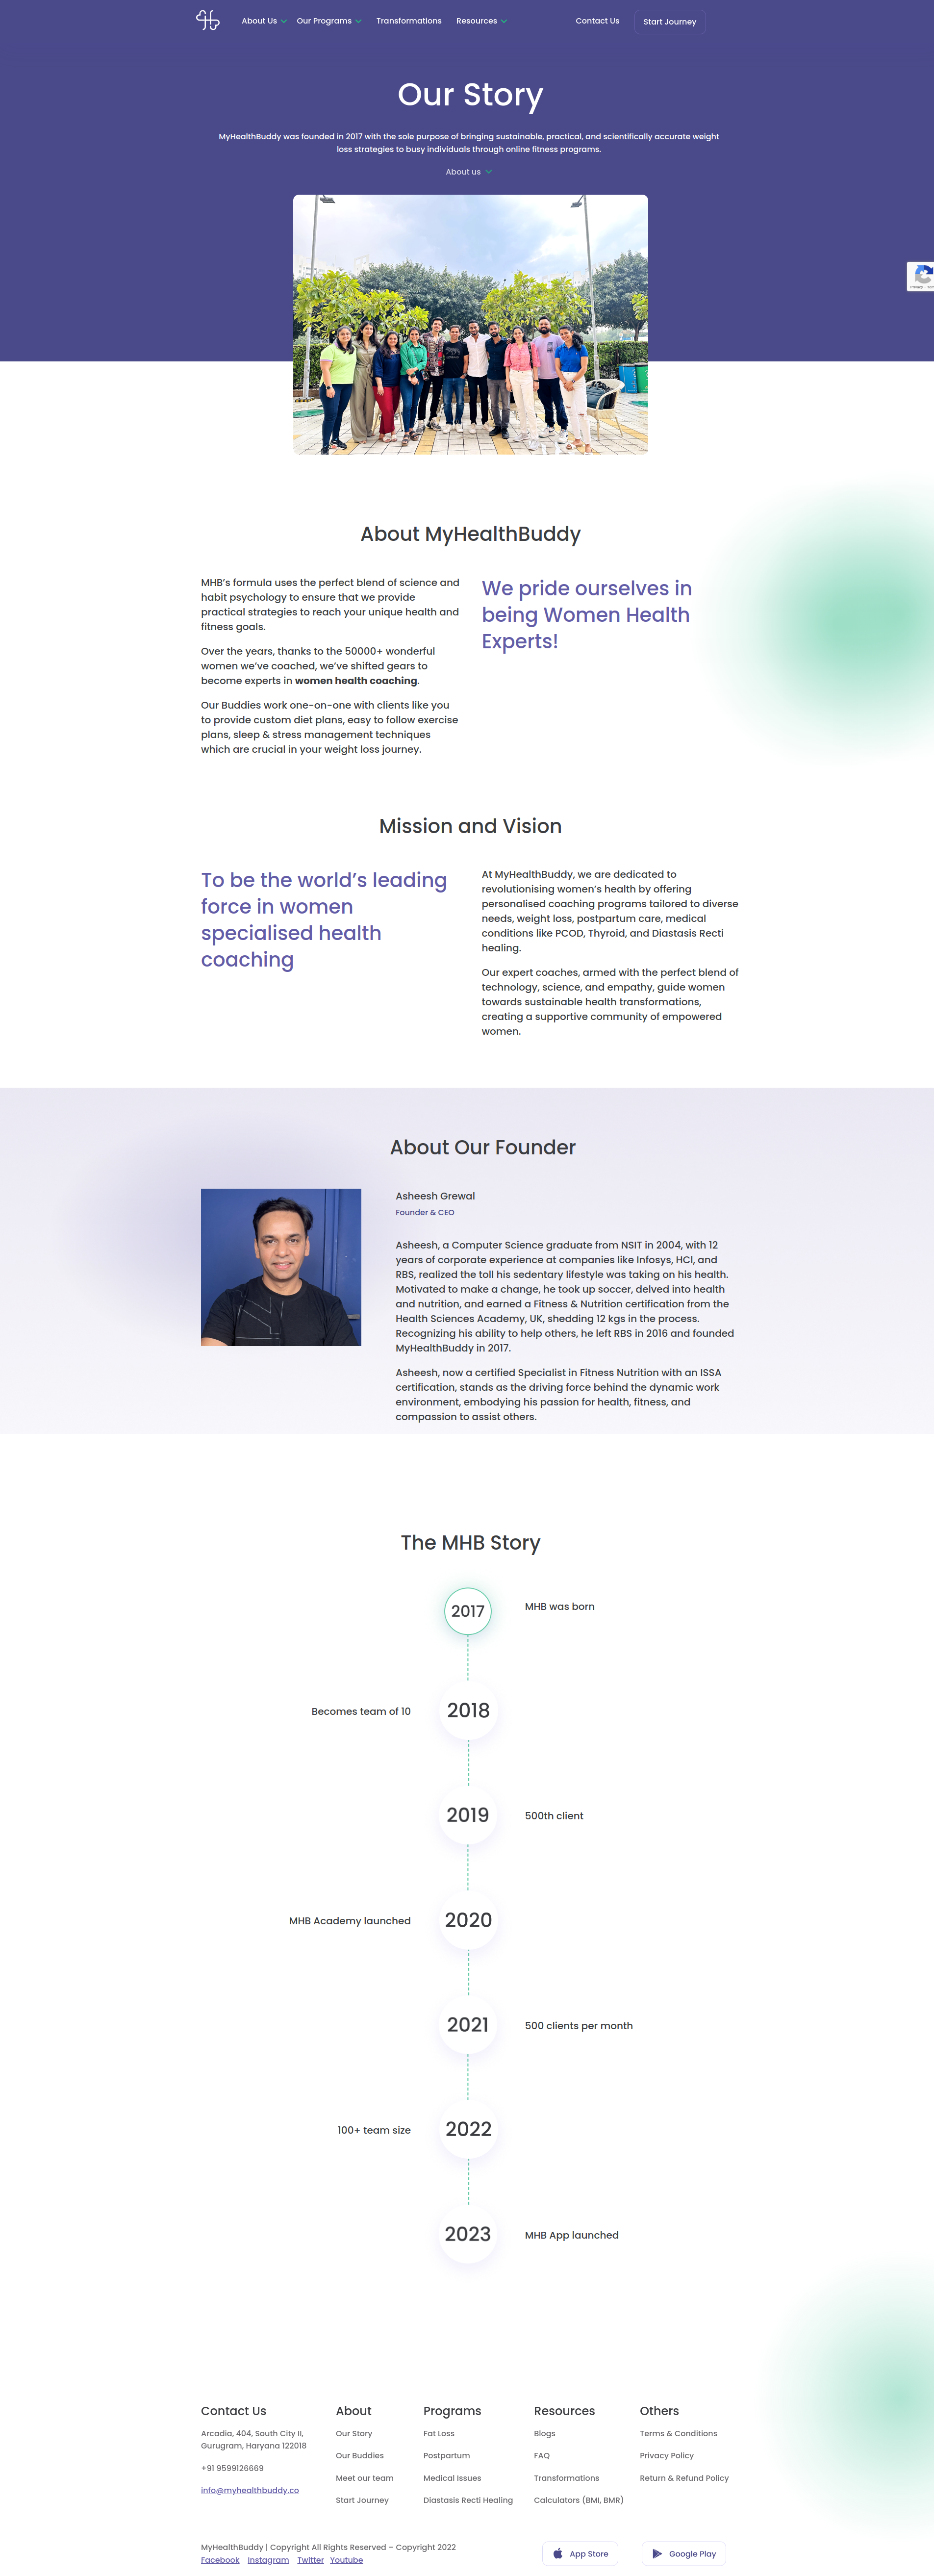 About Us
Our Programs
Transformations
Resources
Contact Us
Start Journey
Our Story
MyHealthBuddy was founded in 2017 with the sole purpose of bringing sustainable, practical, and scientifically accurate weight
loss strategies to busy individuals through online fitness programs.
About us
About MyHealthBuddy
MHB's formula uses the perfect blend of science and
habit psychology to ensure that we provide
practical strategies to reach your unique health and
fitness goals.
Over the years, thanks to the 50000+ wonderful
women we've coached, we've shifted gears to
become experts in women health coaching.
Our Buddies work one-on-one with clients like you
to provide custom diet plans, easy to follow exercise
plans, sleep & stress management techniques
which are crucial in your weight loss journey.
We pride ourselves in
being Women Health
Experts!
Mission and Vision
To be the world's leading
force in women
specialised health
coaching
At MyHealthBuddy, we are dedicated to
revolutionising women's health by offering
personalised coaching programs tailored to diverse
needs, weight loss, postpartum care, medical
conditions like PCOD, Thyroid, and Diastasis Recti
healing.
Our expert coaches, armed with the perfect blend of
technology, science, and empathy, guide women
towards sustainable health transformations,
creating a supportive community of empowered
women.
About Our Founder
Asheesh Grewal
Founder & CEO
Asheesh, a Computer Science graduate from NSIT in 2004, with 12
years of corporate experience at companies like Infosys, HCl, and
RBS, realized the toll his sedentary lifestyle was taking on his health.
Motivated to make a change, he took up soccer, delved into health
and nutrition, and earned a Fitness & Nutrition certification from the
Health Sciences Academy, UK, shedding 12 kgs in the process.
Recognizing his ability to help others, he left RBS in 2016 and founded
MyHealthBuddy in 2017.
Asheesh, now a certified Specialist in Fitness Nutrition with an ISSA
certification, stands as the driving force behind the dynamic work
environment, embodying his passion for health, fitness, and
compassion to assist others.
The MHB Story
2017
MHB was born
2018
Becomes team of 10
2019
500th client
2020
MHB Academy launched
2021
500 clients per month
2022
100+ team size
2023
MHB App launched
Contact Us
Arcadia, 404, South City II,
Gurugram, Haryana 122018
+91 9599126669
info@myhealthbuddy.co
About
Our Story
Our Buddies
Meet our team
Start Journey
Programs
Fat Loss
Postpartum
Medical Issues
Diastasis Recti Healing
Resources
Blogs
FAQ
Transformations
Calculators (BMI, BMR)
Others
Terms & Conditions
Privacy Policy
Return & Refund Policy
MyHealthBuddy | Copyright All Rights Reserved – Copyright 2022
Facebook Instagram Twitter Youtube
App Store
Google Play